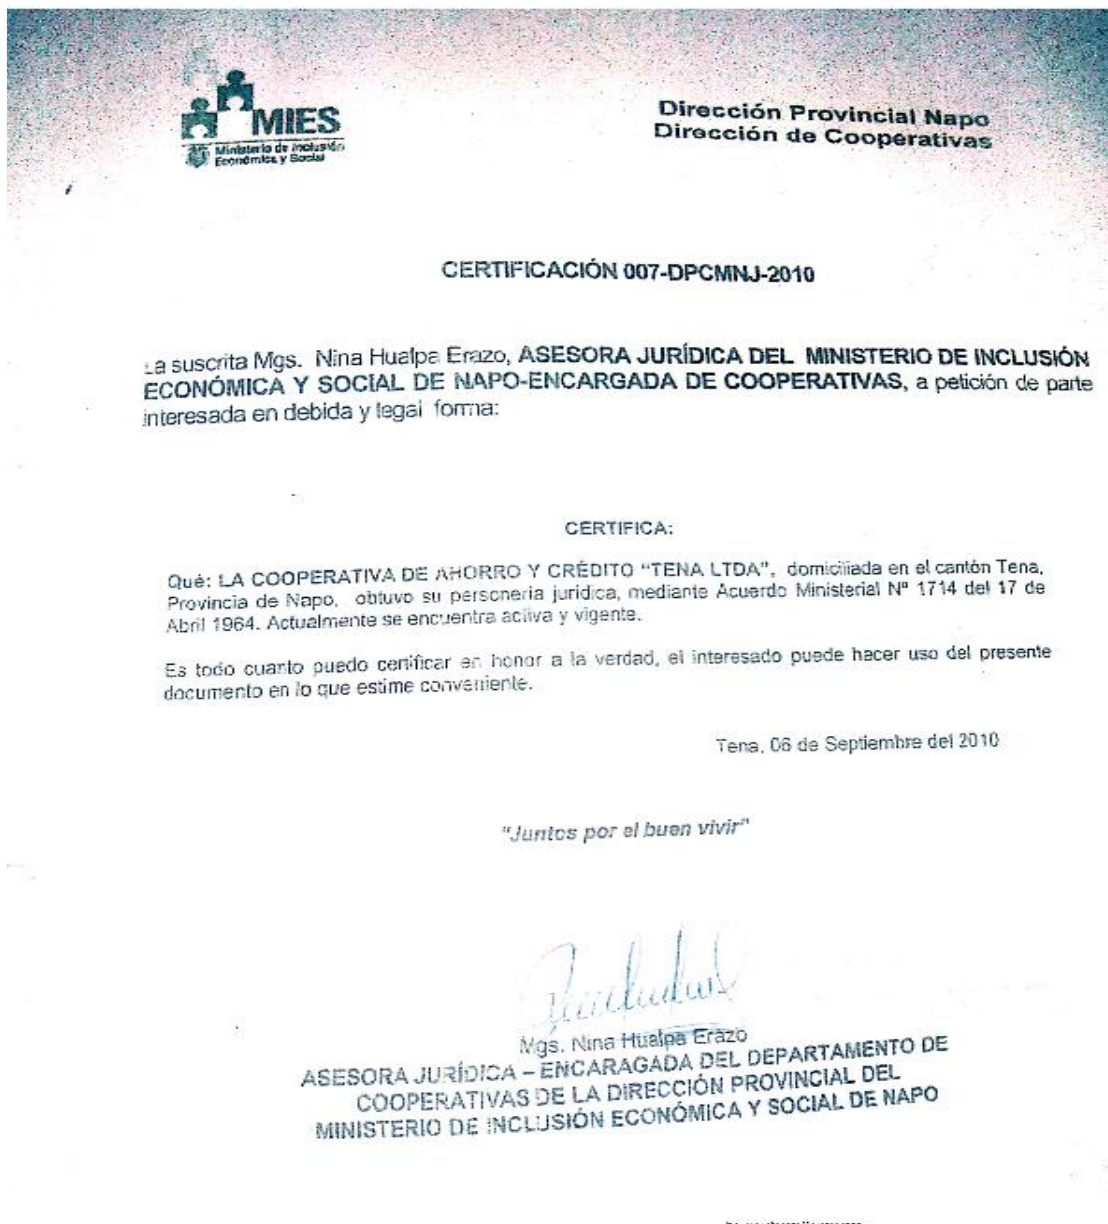 MIES
Ministerio de Inclusión
Económica y Social
Dirección Provincial Napo
Dirección de Cooperativas
CERTIFICACIÓN 007-DPCMNJ-2010
La suscrita Mgs. Nina Hualpa Erazo, ASESORA JURÍDICA DEL MINISTERIO DE INCLUSIÓN
ECONÓMICA Y SOCIAL DE NAPO-ENCARGADA DE COOPERATIVAS, a petición de parte
interesada en debida y legal forma:
CERTIFICA:
Qué: LA COOPERATIVA DE AHORRO Y CRÉDITO "TENA LTDA", domiciliada en el cantón Tena,
Provincia de Napo, obtuvo su personería jurídica, mediante Acuerdo Ministerial Nº 1714 del 17 de
Abril 1964. Actualmente se encuentra activa y vigente.
Es todo cuanto puedo certificar en honor a la verdad, el interesado puede hacer uso del presente
documento en lo que estime conveniente.
Tena, 06 de Septiembre del 2010
"Juntos por el buen vivir"
Mgs. Nina Hualpa Erazo
ASESORA JURÍDICA – ENCARAGADA DEL DEPARTAMENTO DE
COOPERATIVAS DE LA DIRECCIÓN PROVINCIAL DEL
MINISTERIO DE INCLUSIÓN ECONÓMICA Y SOCIAL DE NAPO